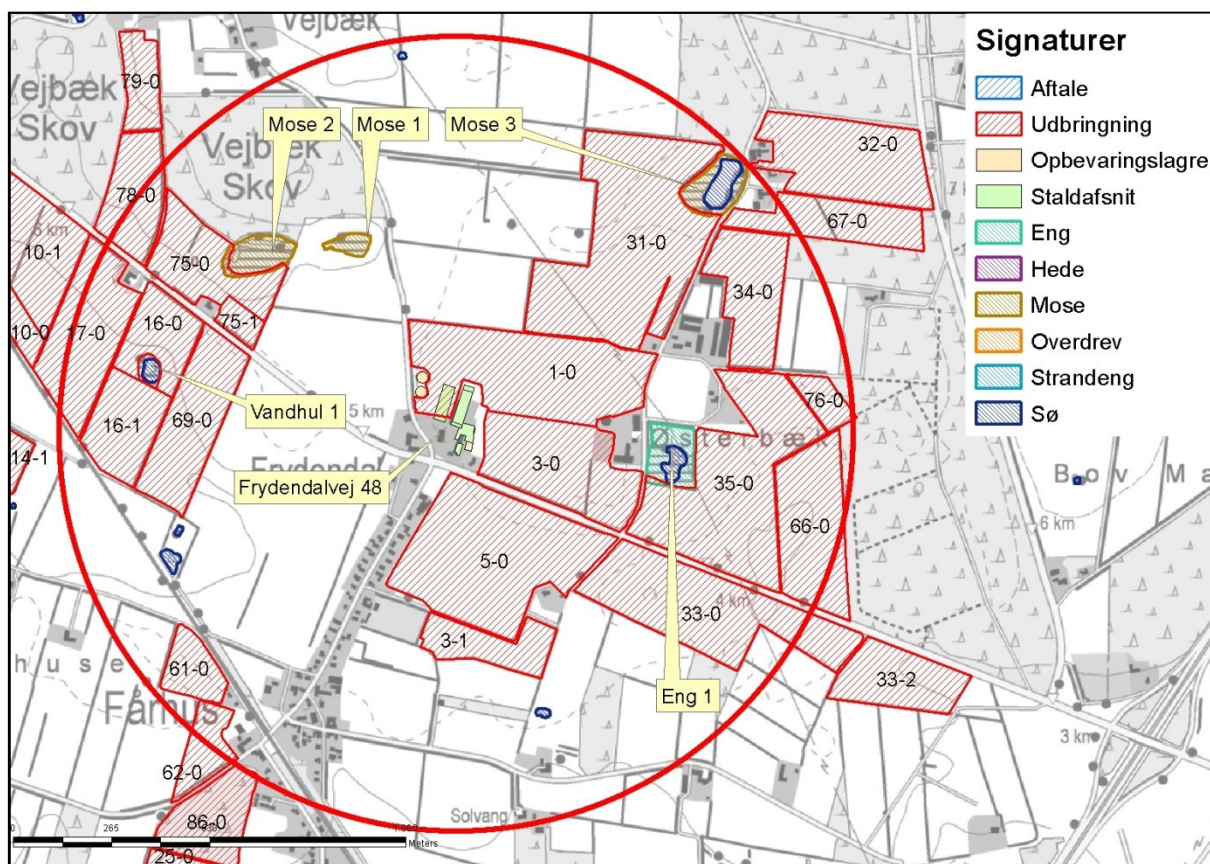 Vejbæk
79-0
Vejbæk
Skov
Mose 2
Mose 1
Mose 3
Vejbæk
Skov
32-0
78-0
67-0
31-0
10-1
75-0
34-0
10-0
17-0
16-0
75-1
1-0
76-0
Vandhul 1
69-0
5 km
16-1
Østerbæk
14-1
Frydendal
3-0
35-0
Frydendalvej 48
66-0
6 km
5-0
4 km
33-0
3-1
61-0
33-2
Eng 1
Fårhus
3 km
62-0
Solvang
86-0
265
Meters
25-0
Signaturer
Aftale
Udbringning
Opbevaringslagre
Staldafsnit
Eng
Hede
Mose
Overdrev
Strandeng
Sø